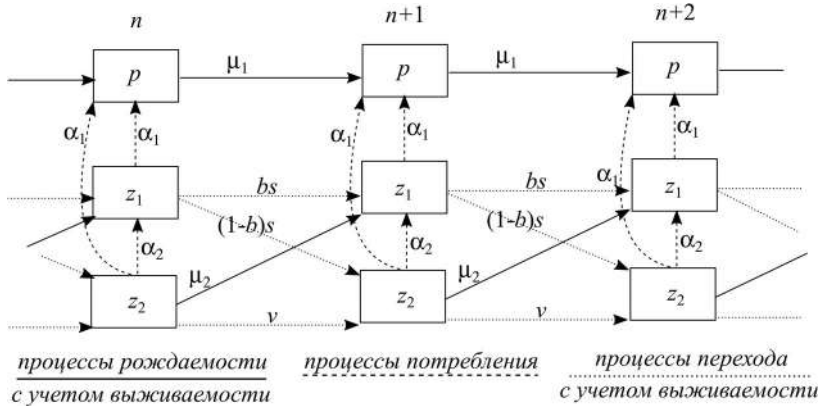 n n+1 n+2
p μ₁ p μ₁ p
α₁ α₁ α₁ α₁ α₁ α₁
z₁ bs z₁ bs z₁
(1-b)s (1-b)s
α₂ α₂ α₂
z₂ μ₂ z₂ μ₂ z₂
v v
процессы рождаемости процессы потребления процессы перехода
с учетом выживаемости с учетом выживаемости